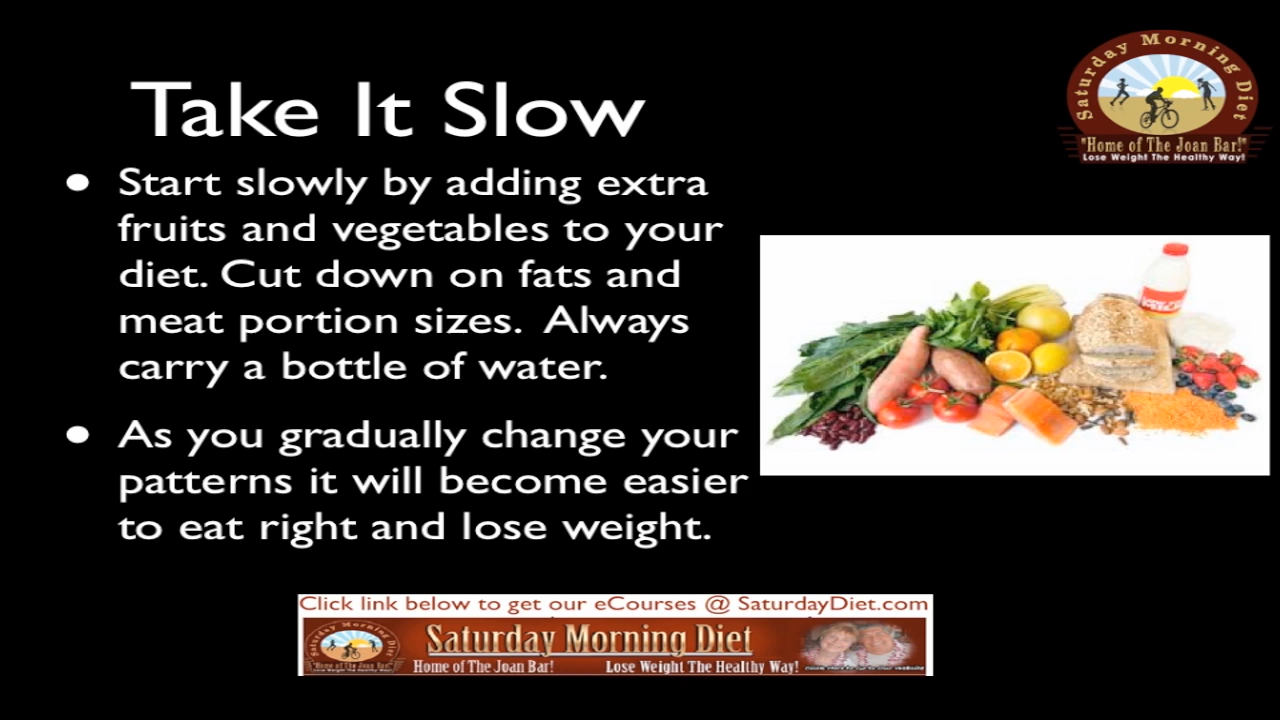 Saturday Morning Diet
"Home of The Joan Bar!"
Lose Weight The Healthy Way!
Take It Slow
• Start slowly by adding extra
fruits and vegetables to your
diet. Cut down on fats and
meat portion sizes.  Always
carry a bottle of water.
• As you gradually change your
patterns it will become easier
to eat right and lose weight.
Click link below to get our eCourses @ SaturdayDiet.com
Saturday Morning Diet
Home of The Joan Bar!
Lose Weight The Healthy Way!